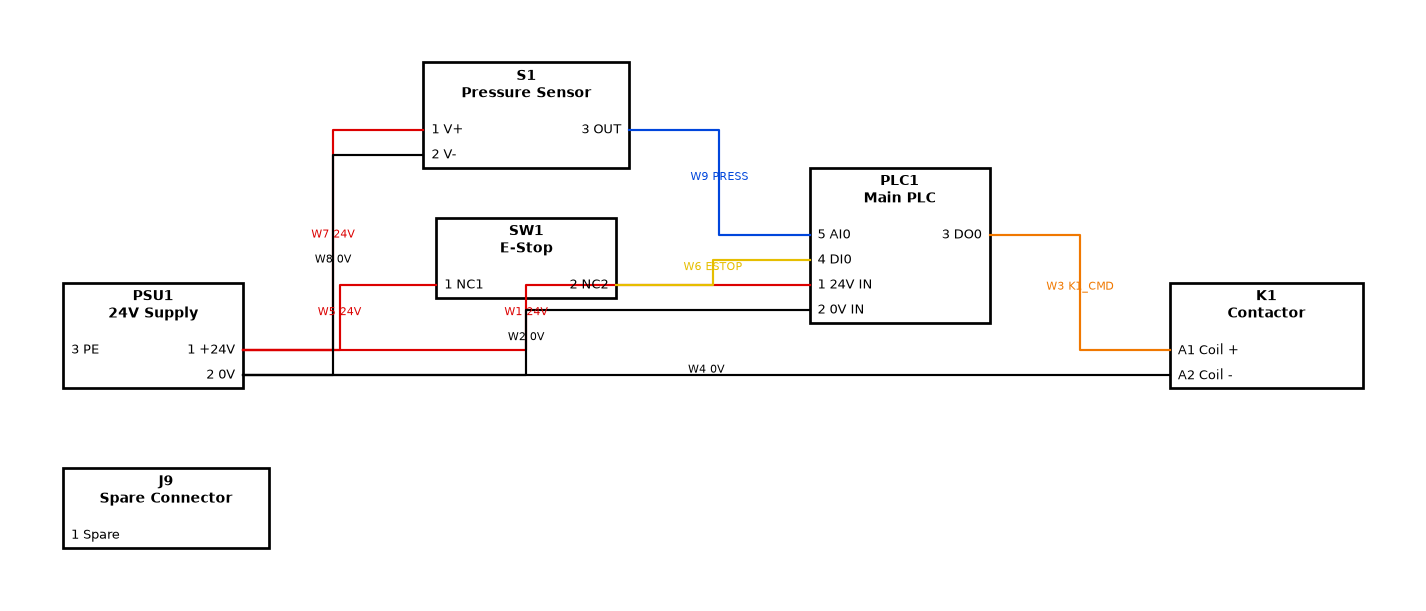 S1
Pressure Sensor
1 V+
3 OUT
2 V-
W9 PRESS
PLC1
Main PLC
5 AI0
3 DO0
4 DI0
1 24V IN
2 0V IN
W7 24V
W8 0V
SW1
E-Stop
1 NC1
2 NC2
W6 ESTOP
W3 K1_CMD
PSU1
24V Supply
3 PE
1 +24V
2 0V
W5 24V
W1 24V
W2 0V
W4 0V
K1
Contactor
A1 Coil +
A2 Coil -
J9
Spare Connector
1 Spare